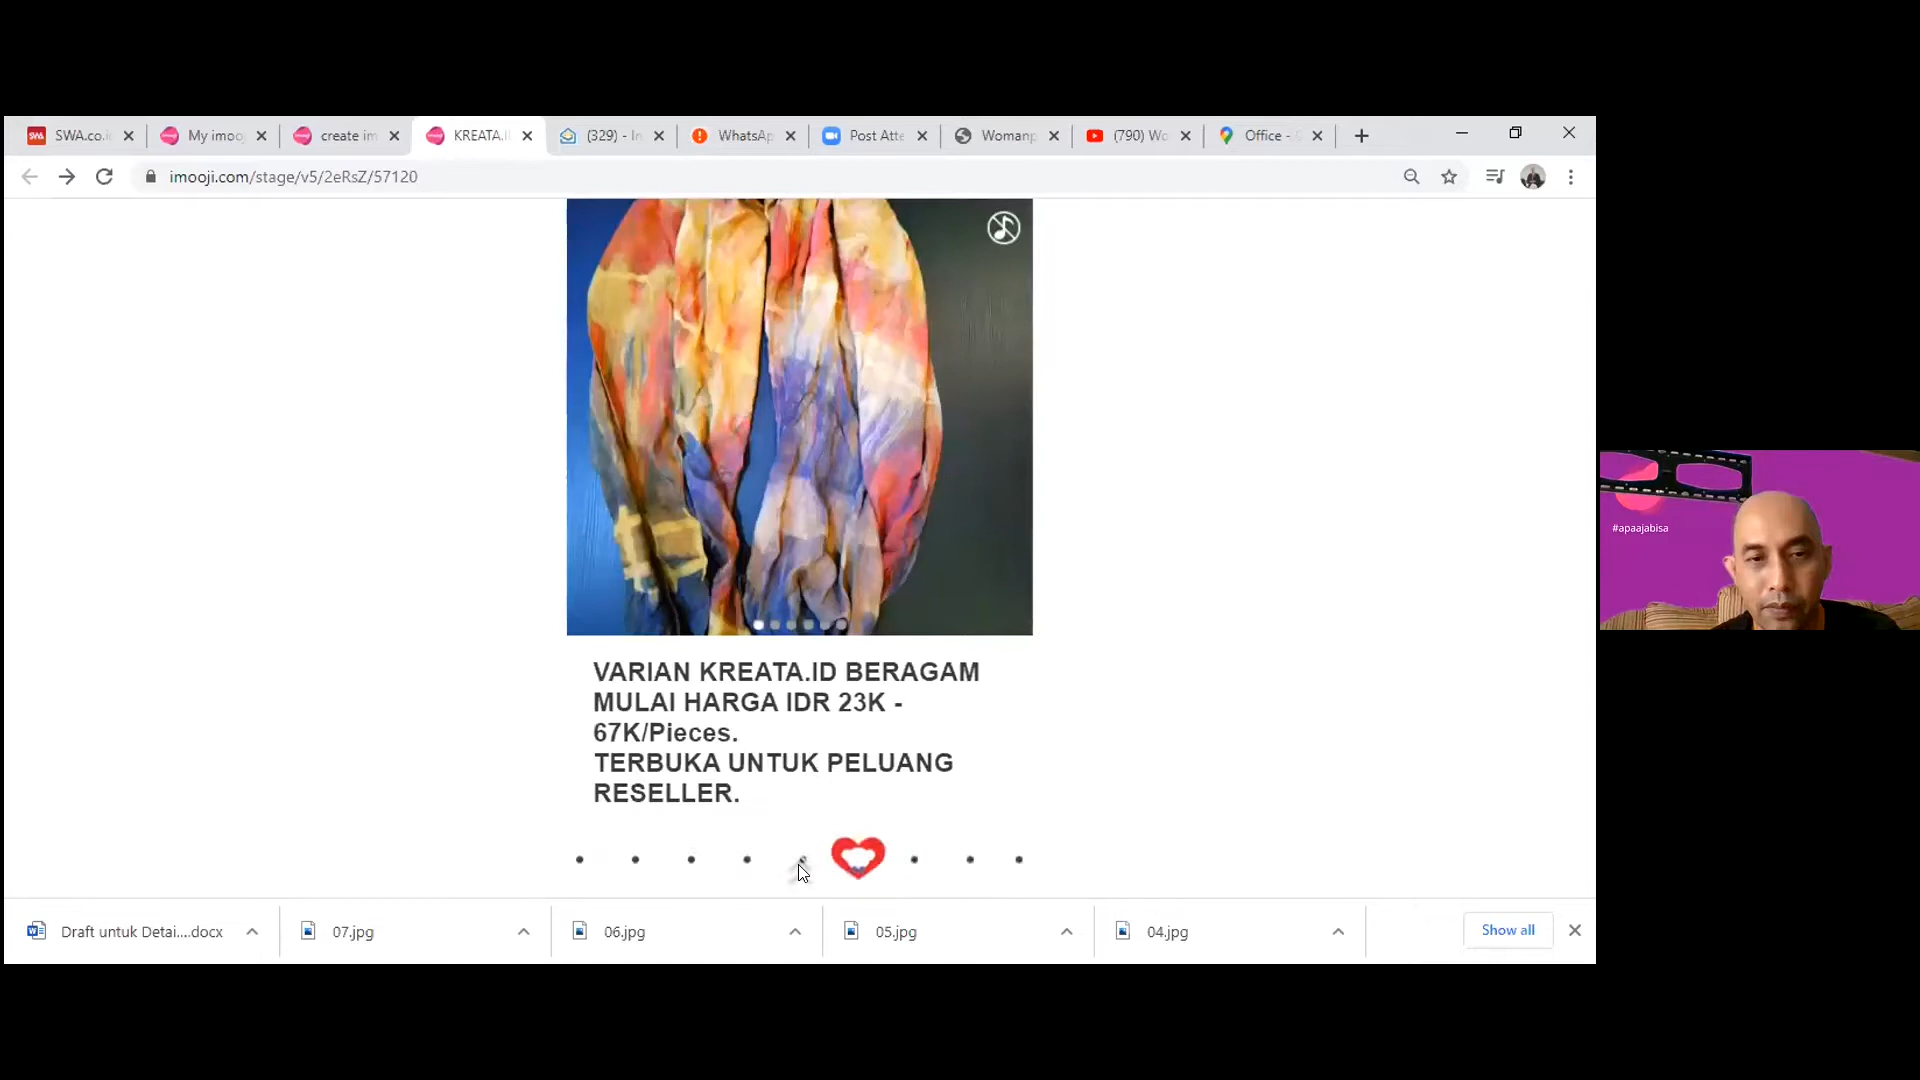 SWA.co.i
My imoo
create im
KREATA.I
(329) - In
WhatsAp
Post Atte
Womanp
(790) Wo
Office -
imooji.com/stage/v5/2eRsZ/57120
#apaajabisa
VARIAN KREATA.ID BERAGAM
MULAI HARGA IDR 23K -
67K/Pieces.
TERBUKA UNTUK PELUANG
RESELLER.
Draft untuk Detai....docx
07.jpg
06.jpg
05.jpg
04.jpg
Show all